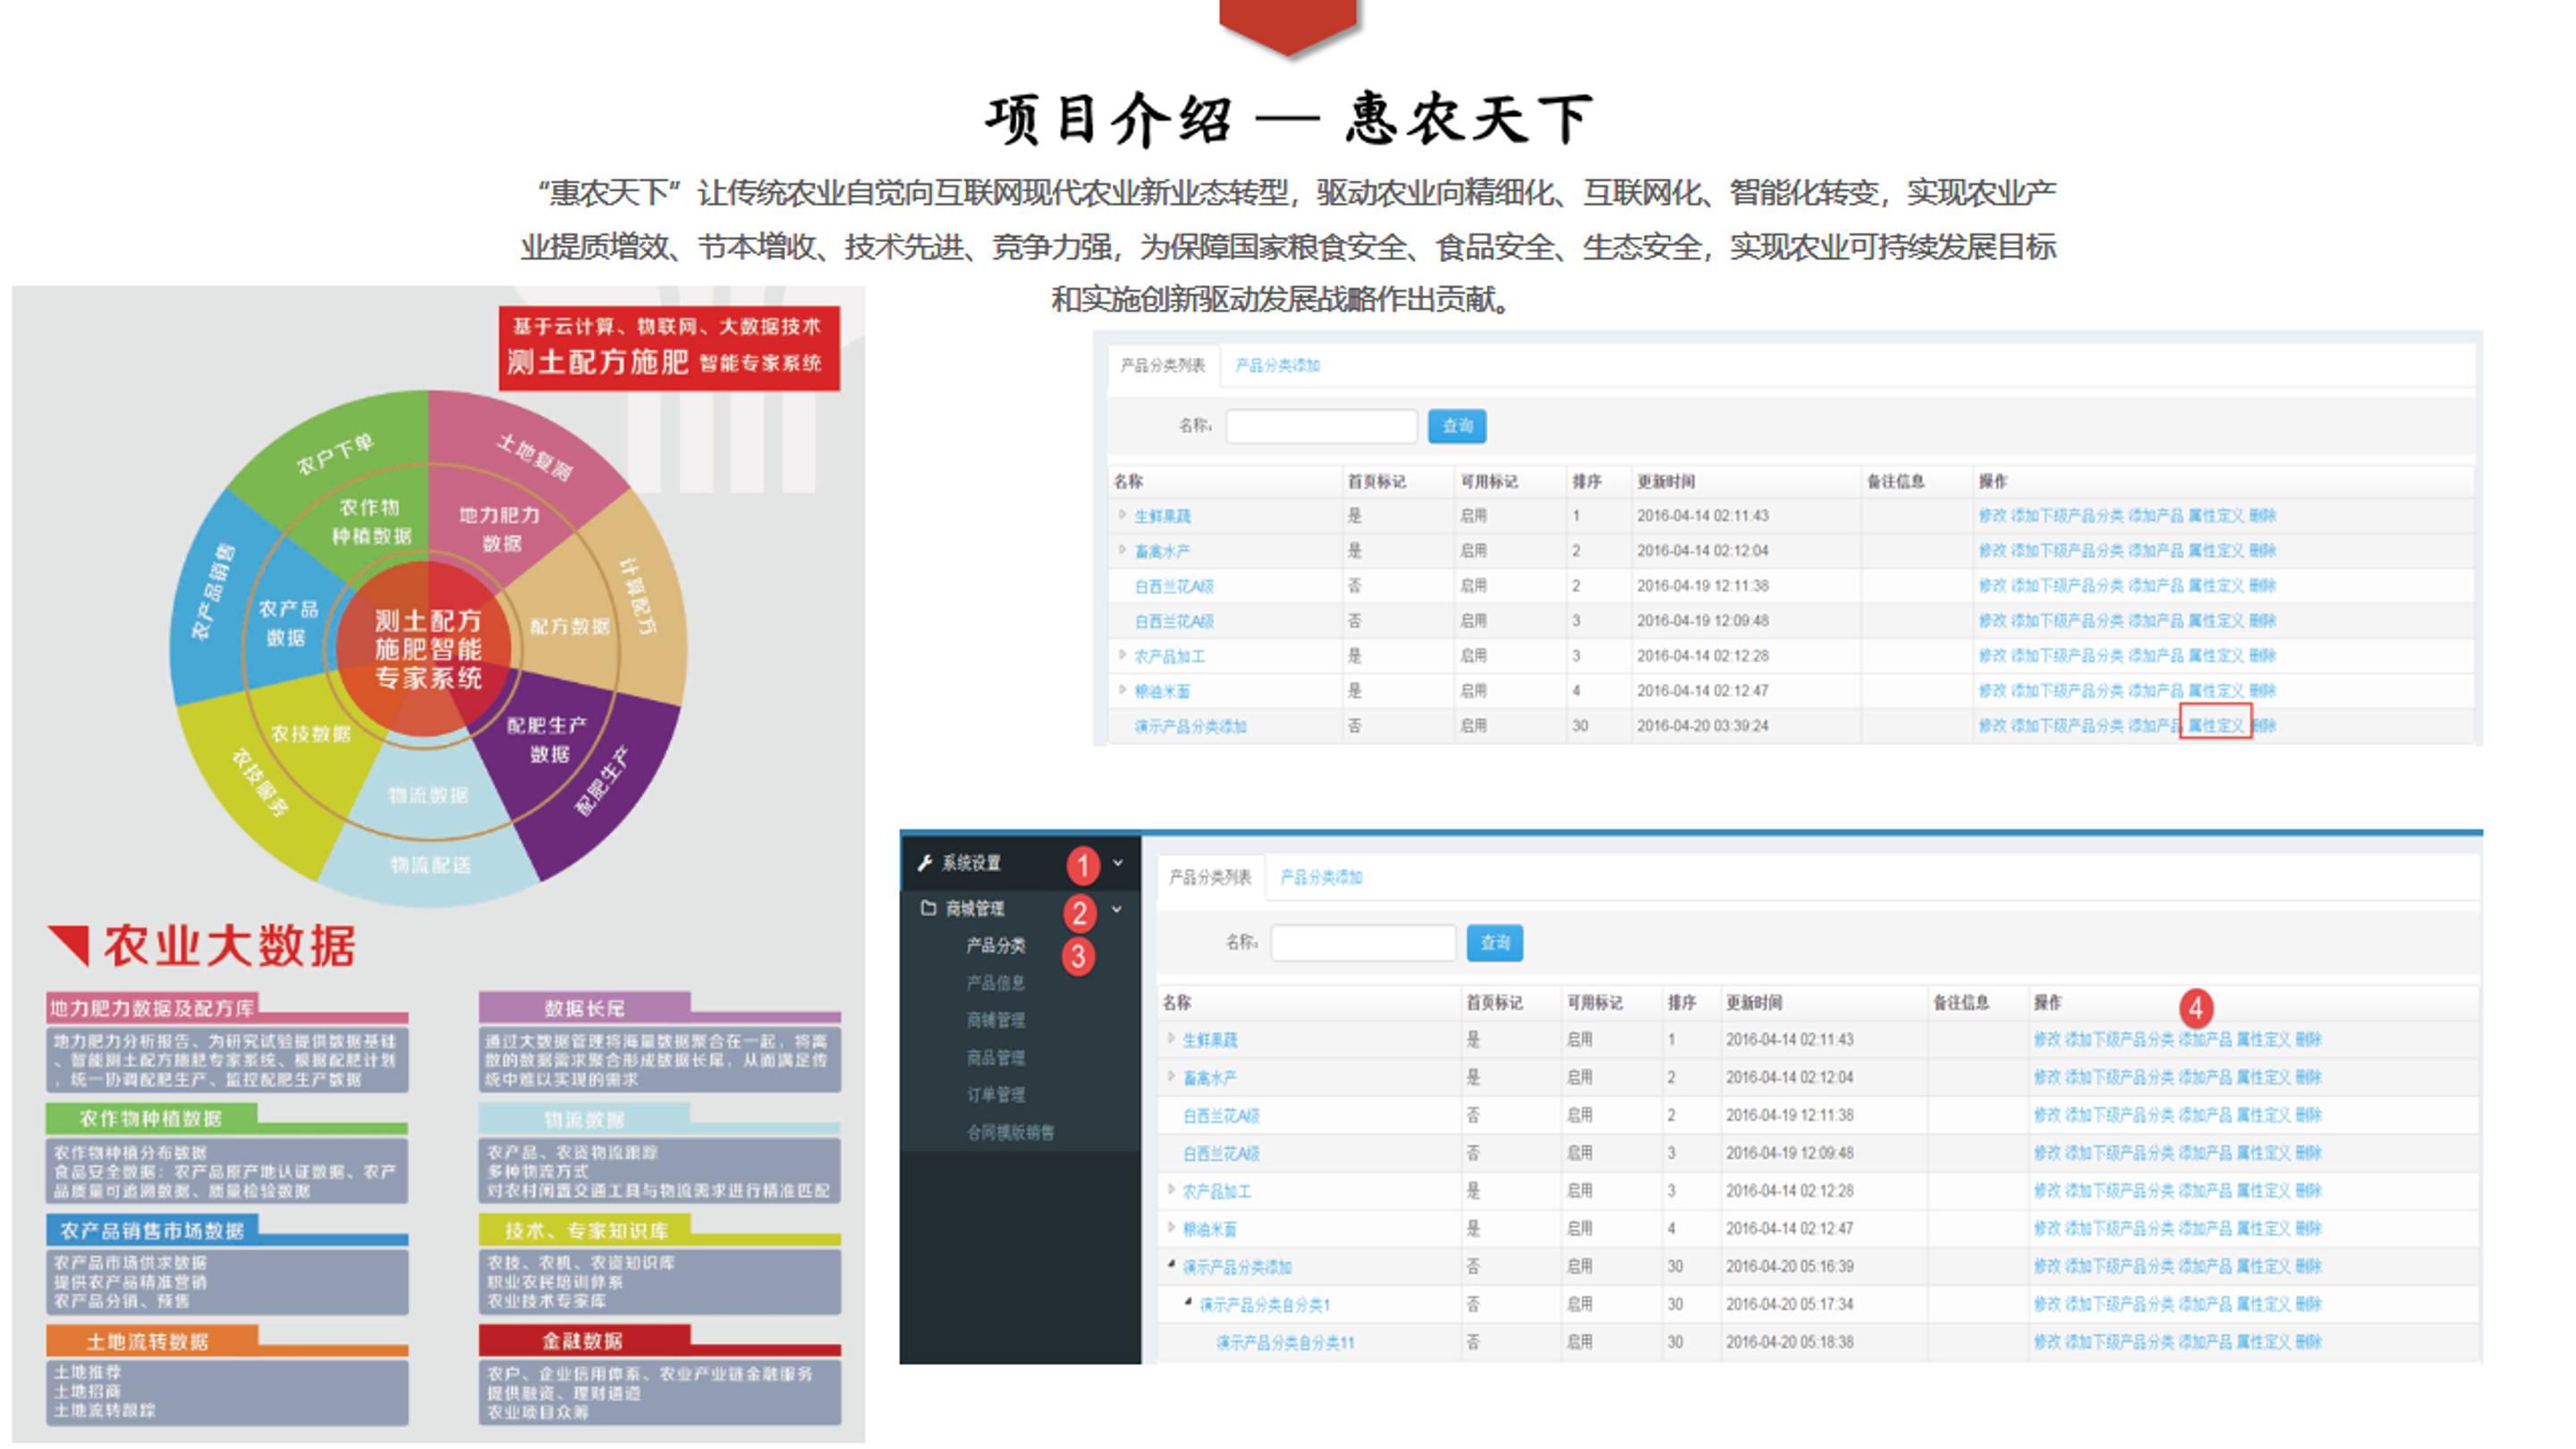 项目介绍 — 惠农天下
“惠农天下”让传统农业自觉向互联网现代农业新业态转型，驱动农业向精细化、互联网化、智能化转变，实现农业产
业提质增效、节本增收、技术先进、竞争力强，为保障国家粮食安全、食品安全、生态安全，实现农业可持续发展目标
和实施创新驱动发展战略作出贡献。
基于云计算、物联网、大数据技术
测土配方施肥 智能专家系统
农户下单
土地复测
计算配方
配肥生产
物流配送
农技服务
农产品销售
农作物
种植数据
地力肥力
数据
配方数据
配肥生产
数据
物流数据
农技数据
农产品
数据
测土配方
施肥智能
专家系统
农业大数据
地力肥力数据及配方库
地力肥力分析报告、为研究试验提供数据基础
、智能测土配方施肥专家系统、根据配肥计划
，统一协调配肥生产、监控配肥生产数据
数据长尾
通过大数据管理将海量数据聚合在一起，将离
散的数据需求聚合形成数据长尾，从而满足传
统中难以实现的需求
农作物种植数据
农作物种植分布数据
食品安全数据：农产品原产地认证数据、农产
品质量可追溯数据、质量检验数据
物流数据
农产品、农资物流跟踪
多种物流方式
对农村闲置交通工具与物流需求进行精准匹配
农产品销售市场数据
农产品市场供求数据
提供农产品精准营销
农产品分销、预售
技术、专家知识库
农技、农机、农资知识库
职业农民培训体系
农业技术专家库
土地流转数据
土地推荐
土地招商
土地流转跟踪
金融数据
农户、企业信用体系、农业产业链金融服务
提供融资、理财通道
农业项目众筹
产品分类列表 产品分类添加
名称： 查询
名称 首页标记 可用标记 排序 更新时间 备注信息 操作
生鲜果蔬 是 启用 1 2016-04-14 02:11:43 修改 添加下级产品分类 添加产品 属性定义 删除
畜禽水产 是 启用 2 2016-04-14 02:12:04 修改 添加下级产品分类 添加产品 属性定义 删除
白西兰花A级 否 启用 2 2016-04-19 12:11:38 修改 添加下级产品分类 添加产品 属性定义 删除
白西兰花A级 否 启用 3 2016-04-19 12:09:48 修改 添加下级产品分类 添加产品 属性定义 删除
农产品加工 是 启用 3 2016-04-14 02:12:28 修改 添加下级产品分类 添加产品 属性定义 删除
粮油米面 是 启用 4 2016-04-14 02:12:47 修改 添加下级产品分类 添加产品 属性定义 删除
演示产品分类添加 否 启用 30 2016-04-20 03:39:24 修改 添加下级产品分类 添加产品 属性定义 删除
系统设置 1
商城管理 2
产品分类 3
产品信息
商铺管理
商品管理
订单管理
合同模版销售
产品分类列表 产品分类添加
名称： 查询
名称 首页标记 可用标记 排序 更新时间 备注信息 操作 4
生鲜果蔬 是 启用 1 2016-04-14 02:11:43 修改 添加下级产品分类 添加产品 属性定义 删除
畜禽水产 是 启用 2 2016-04-14 02:12:04 修改 添加下级产品分类 添加产品 属性定义 删除
白西兰花A级 否 启用 2 2016-04-19 12:11:38 修改 添加下级产品分类 添加产品 属性定义 删除
白西兰花A级 否 启用 3 2016-04-19 12:09:48 修改 添加下级产品分类 添加产品 属性定义 删除
农产品加工 是 启用 3 2016-04-14 02:12:28 修改 添加下级产品分类 添加产品 属性定义 删除
粮油米面 是 启用 4 2016-04-14 02:12:47 修改 添加下级产品分类 添加产品 属性定义 删除
演示产品分类添加 否 启用 30 2016-04-20 05:16:39 修改 添加下级产品分类 添加产品 属性定义 删除
演示产品分类自分类1 否 启用 30 2016-04-20 05:17:34 修改 添加下级产品分类 添加产品 属性定义 删除
演示产品分类自分类11 否 启用 30 2016-04-20 05:18:38 修改 添加下级产品分类 添加产品 属性定义 删除